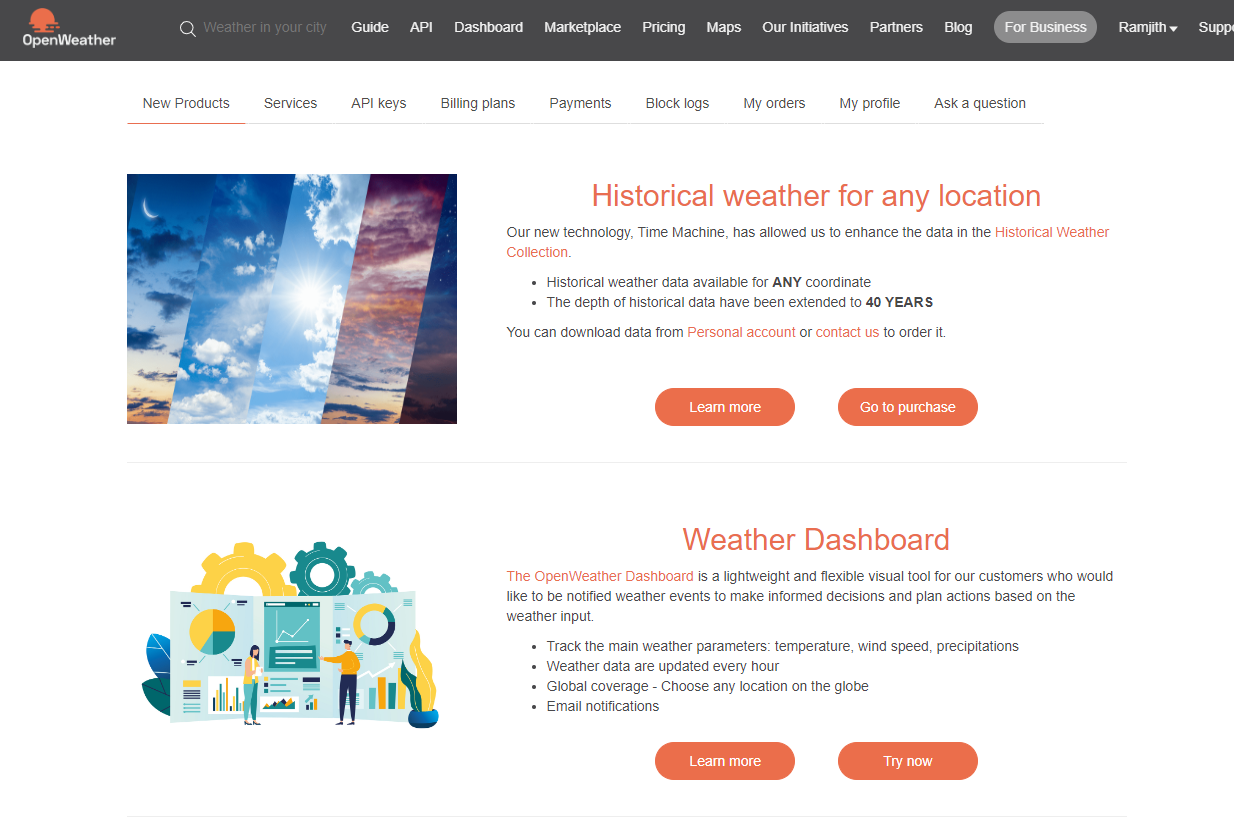 OpenWeather
Weather in your city
Guide
API
Dashboard
Marketplace
Pricing
Maps
Our Initiatives
Partners
Blog
For Business
Ramjith
New Products
Services
API keys
Billing plans
Payments
Block logs
My orders
My profile
Ask a question
Historical weather for any location
Our new technology, Time Machine, has allowed us to enhance the data in the Historical Weather
Collection.
Historical weather data available for ANY coordinate
The depth of historical data have been extended to 40 YEARS
You can download data from Personal account or contact us to order it.
Learn more
Go to purchase
Weather Dashboard
The OpenWeather Dashboard is a lightweight and flexible visual tool for our customers who would
like to be notified weather events to make informed decisions and plan actions based on the
weather input.
Track the main weather parameters: temperature, wind speed, precipitations
Weather data are updated every hour
Global coverage - Choose any location on the globe
Email notifications
Learn more
Try now